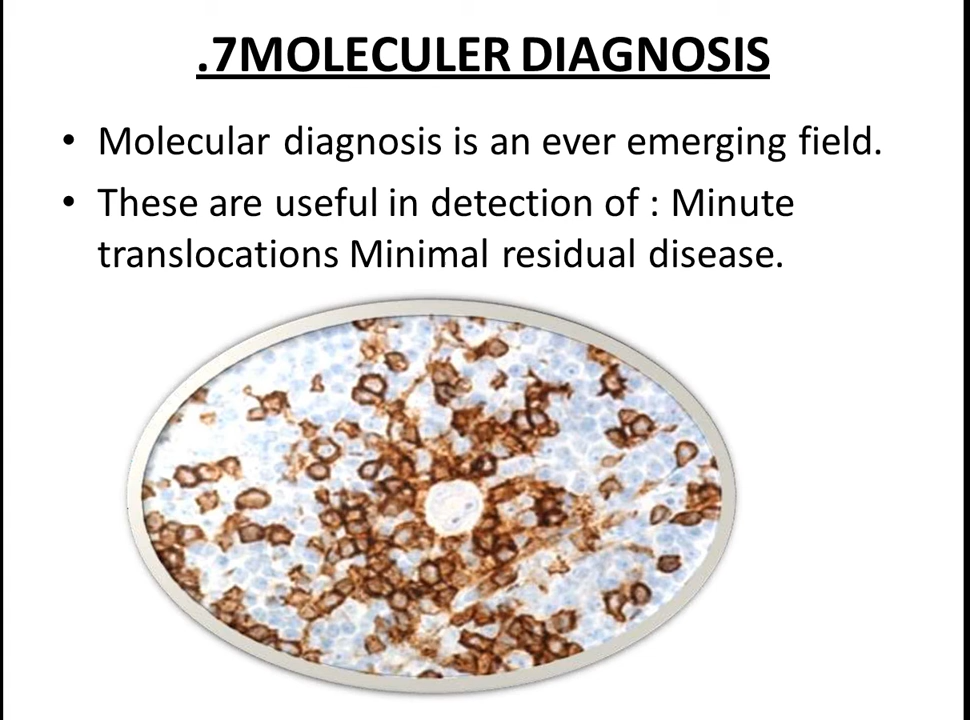 .7MOLECULER DIAGNOSIS
• Molecular diagnosis is an ever emerging field.
• These are useful in detection of : Minute
translocations Minimal residual disease.